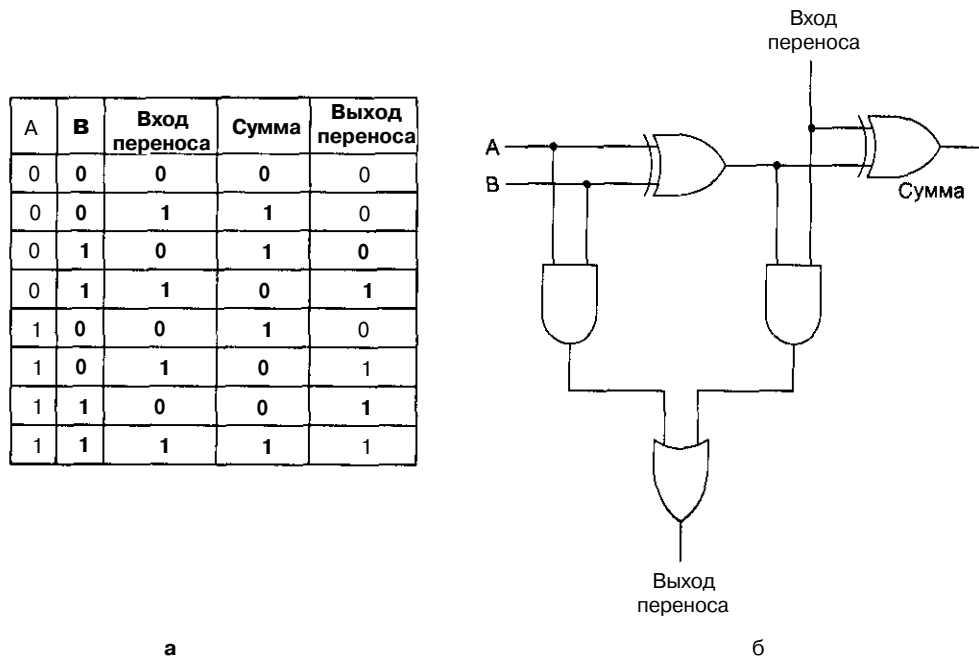 A В Вход переноса Сумма Выход переноса
0 0 0 0 0
0 0 1 1 0
0 1 0 1 0
0 1 1 0 1
1 0 0 1 0
1 0 1 0 1
1 1 0 0 1
1 1 1 1 1
а
Вход
переноса
A
B
Сумма
Выход
переноса
б